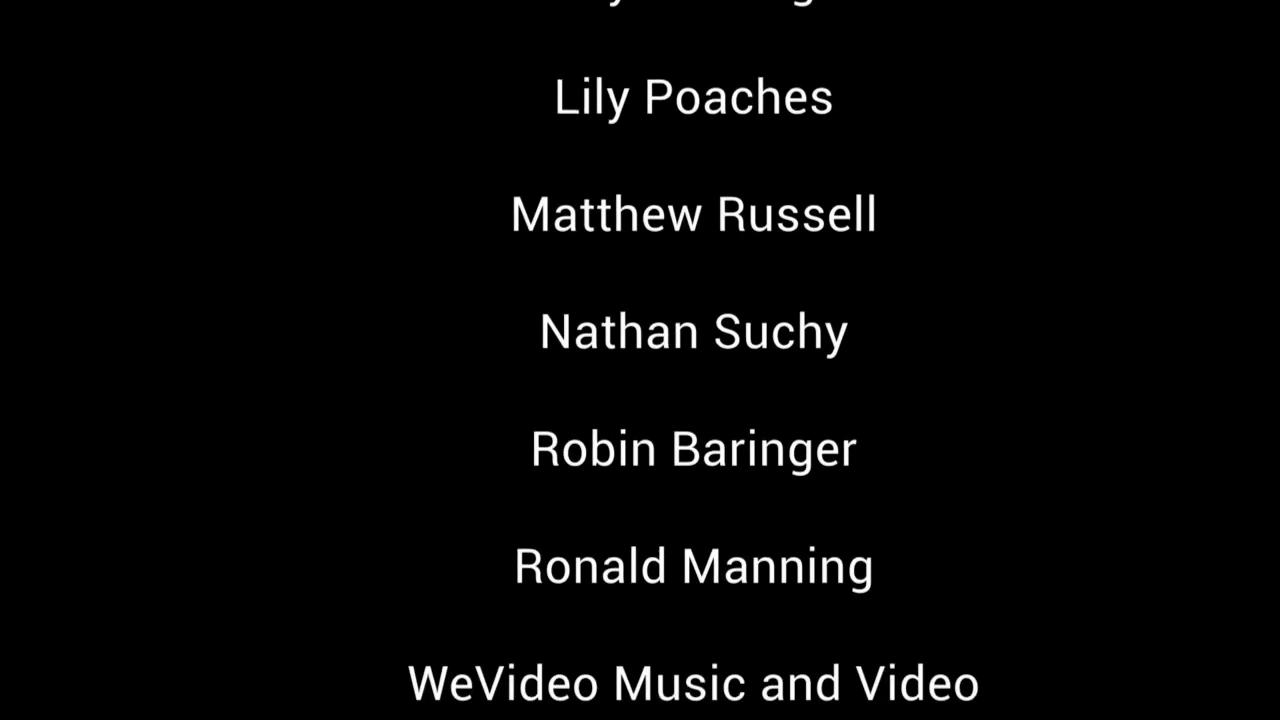 Lily Poaches
Matthew Russell
Nathan Suchy
Robin Baringer
Ronald Manning
WeVideo Music and Video